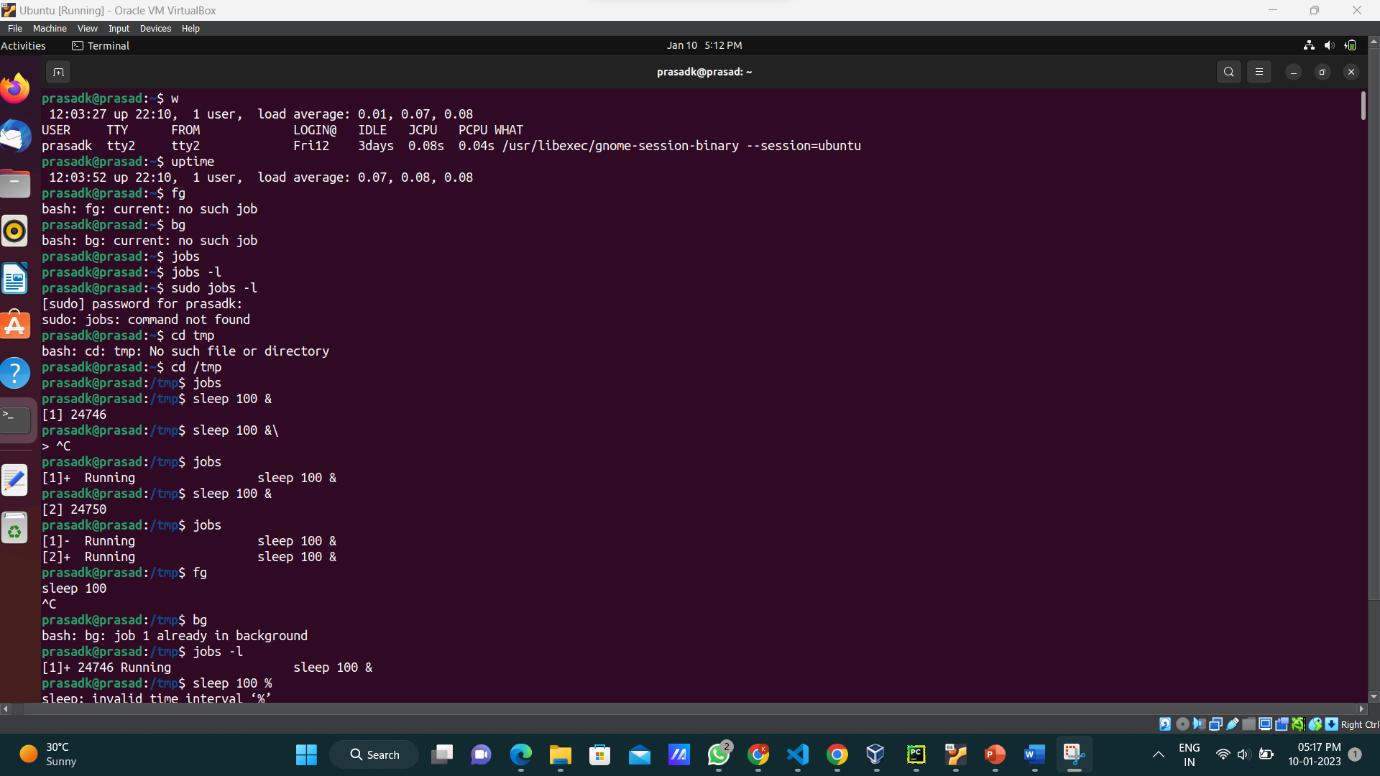 Ubuntu [Running] - Oracle VM VirtualBox
File Machine View Input Devices Help
Activities Terminal Jan 10 5:12 PM
prasadk@prasad: ~
prasadk@prasad:~$ w
12:03:27 up 22:10, 1 user, load average: 0.01, 0.07, 0.08
USER TTY FROM LOGIN@ IDLE JCPU PCPU WHAT
prasadk tty2 tty2 Fri12 3days 0.08s 0.04s /usr/libexec/gnome-session-binary --session=ubuntu
prasadk@prasad:~$ uptime
12:03:52 up 22:10, 1 user, load average: 0.07, 0.08, 0.08
prasadk@prasad:~$ fg
bash: fg: current: no such job
prasadk@prasad:~$ bg
bash: bg: current: no such job
prasadk@prasad:~$ jobs
prasadk@prasad:~$ jobs -l
prasadk@prasad:~$ sudo jobs -l
[sudo] password for prasadk:
sudo: jobs: command not found
prasadk@prasad:~$ cd tmp
bash: cd: tmp: No such file or directory
prasadk@prasad:~$ cd /tmp
prasadk@prasad:/tmp$ jobs
prasadk@prasad:/tmp$ sleep 100 &
[1] 24746
prasadk@prasad:/tmp$ sleep 100 &\
> ^C
prasadk@prasad:/tmp$ jobs
[1]+ Running sleep 100 &
prasadk@prasad:/tmp$ sleep 100 &
[2] 24750
prasadk@prasad:/tmp$ jobs
[1]- Running sleep 100 &
[2]+ Running sleep 100 &
prasadk@prasad:/tmp$ fg
sleep 100
^C
prasadk@prasad:/tmp$ bg
bash: bg: job 1 already in background
prasadk@prasad:/tmp$ jobs -l
[1]+ 24746 Running sleep 100 &
prasadk@prasad:/tmp$ sleep 100 %
sleep: invalid time interval ‘%’
Right Ctrl
30°C
Sunny
Search
2
ENG
IN
05:17 PM
10-01-2023
1